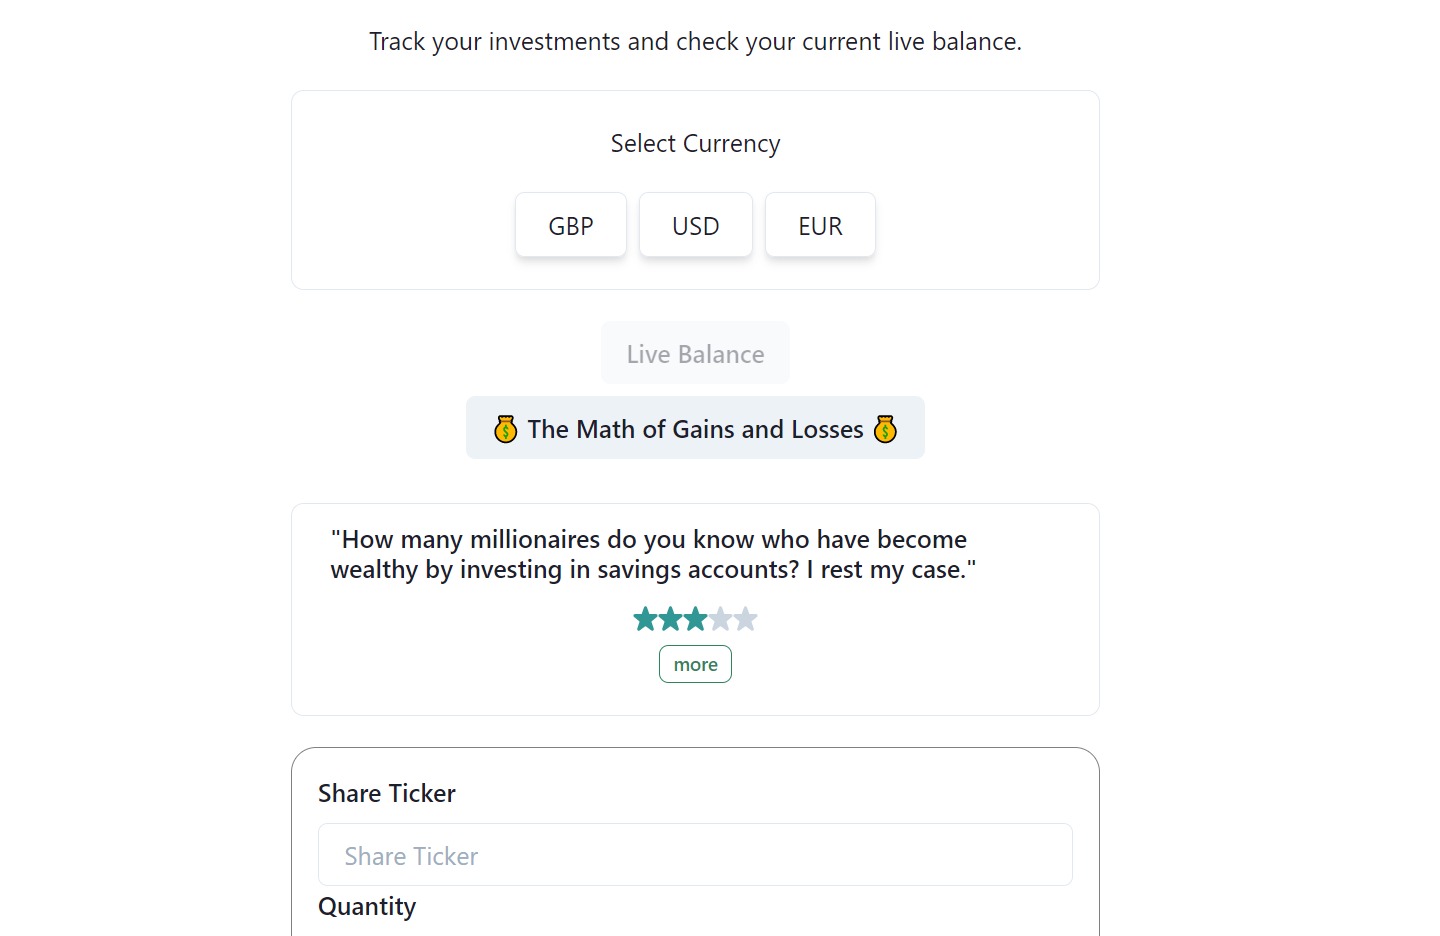 Track your investments and check your current live balance.
Select Currency
GBP USD EUR
Live Balance
💰 The Math of Gains and Losses 💰
"How many millionaires do you know who have become
wealthy by investing in savings accounts? I rest my case."
more
Share Ticker
Share Ticker
Quantity